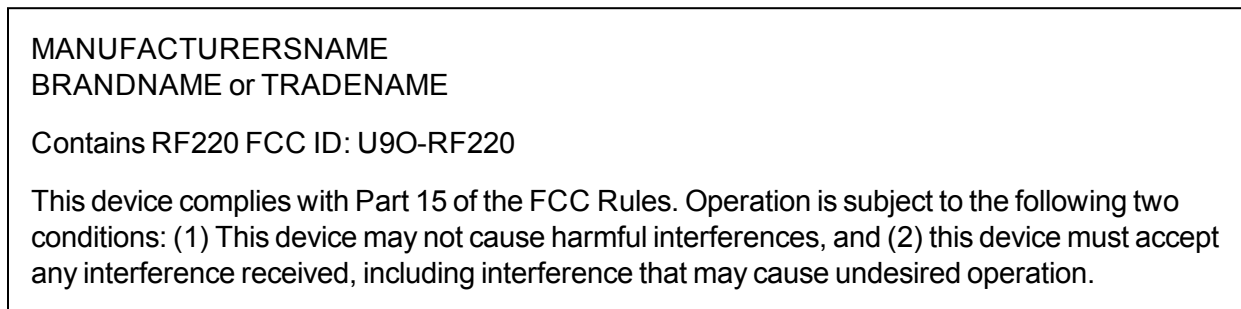 MANUFACTURERSNAME
BRANDNAME or TRADENAME
Contains RF220 FCC ID: U9O-RF220
This device complies with Part 15 of the FCC Rules. Operation is subject to the following two
conditions: (1) This device may not cause harmful interferences, and (2) this device must accept
any interference received, including interference that may cause undesired operation.